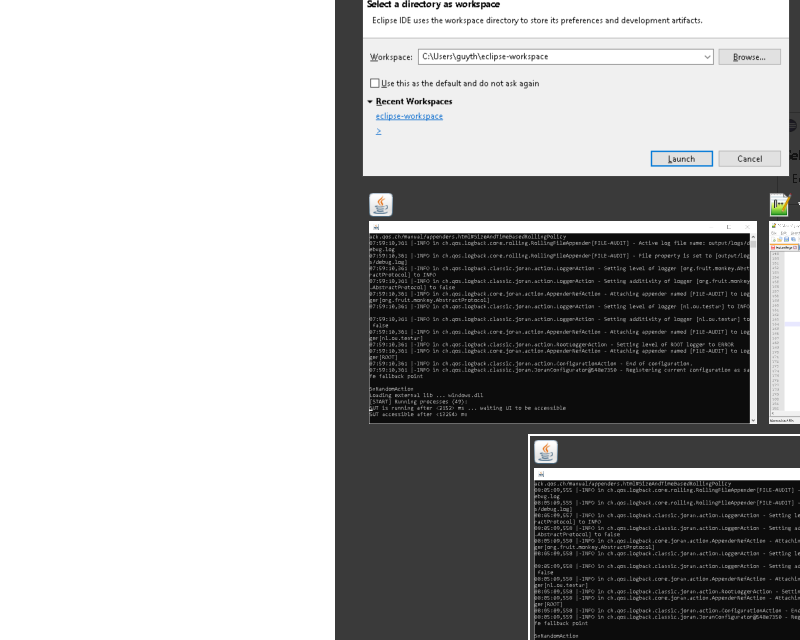 Select a directory as workspace
Eclipse IDE uses the workspace directory to store its preferences and development artifacts.
Workspace:
C:\Users\guyth\eclipse-workspace
Browse...
Use this as the default and do not ask again
Recent Workspaces
eclipse-workspace
>
Launch
Cancel
ack.qos.ch/manual/appenders.html#SizeAndTimeBasedRollingPolicy
07:59:10,361 |-INFO in ch.qos.logback.core.rolling.RollingFileAppender[FILE-AUDIT] - Active log file name: output/logs/d
ebug.log
07:59:10,361 |-INFO in ch.qos.logback.core.rolling.RollingFileAppender[FILE-AUDIT] - File property is set to [output/log
s/debug.log]
07:59:10,361 |-INFO in ch.qos.logback.classic.joran.action.LoggerAction - Setting level of logger [org.fruit.monkey.Abst
ractProtocol] to INFO
07:59:10,361 |-INFO in ch.qos.logback.classic.joran.action.LoggerAction - Setting additivity of logger [org.fruit.monkey
.AbstractProtocol] to false
07:59:10,361 |-INFO in ch.qos.logback.core.joran.action.AppenderRefAction - Attaching appender named [FILE-AUDIT] to Log
ger[org.fruit.monkey.AbstractProtocol]
07:59:10,361 |-INFO in ch.qos.logback.classic.joran.action.LoggerAction - Setting level of logger [nl.ou.testar] to INFO
07:59:10,361 |-INFO in ch.qos.logback.classic.joran.action.LoggerAction - Setting additivity of logger [nl.ou.testar] to
false
07:59:10,361 |-INFO in ch.qos.logback.core.joran.action.AppenderRefAction - Attaching appender named [FILE-AUDIT] to Log
ger[nl.ou.testar]
07:59:10,361 |-INFO in ch.qos.logback.classic.joran.action.RootLoggerAction - Setting level of ROOT logger to ERROR
07:59:10,361 |-INFO in ch.qos.logback.core.joran.action.AppenderRefAction - Attaching appender named [FILE-AUDIT] to Log
ger[ROOT]
07:59:10,361 |-INFO in ch.qos.logback.classic.joran.action.ConfigurationAction - End of configuration.
07:59:10,361 |-INFO in ch.qos.logback.classic.joran.JoranConfigurator@540e7350 - Registering current configuration as sa
fe fallback point
Loading external lib ... windows.dll
[START] Running processes (49):
SUT is running after <2152> ms ... waiting UI to be accessible
SUT accessible after <13254> ms
ack.qos.ch/manual/appenders.html#SizeAndTimeBasedRollingPolicy
08:05:09,555 |-INFO in ch.qos.logback.core.rolling.RollingFileAppender[FILE-AUDIT] -
ebug.log
08:05:09,555 |-INFO in ch.qos.logback.core.rolling.RollingFileAppender[FILE-AUDIT] -
s/debug.log]
08:05:09,557 |-INFO in ch.qos.logback.classic.joran.action.LoggerAction - Setting le
ractProtocol] to INFO
08:05:09,558 |-INFO in ch.qos.logback.classic.joran.action.LoggerAction - Setting ad
.AbstractProtocol] to false
08:05:09,558 |-INFO in ch.qos.logback.core.joran.action.AppenderRefAction - Attachin
ger[org.fruit.monkey.AbstractProtocol]
08:05:09,558 |-INFO in ch.qos.logback.classic.joran.action.LoggerAction - Setting le
08:05:09,558 |-INFO in ch.qos.logback.classic.joran.action.LoggerAction - Setting ad
false
08:05:09,558 |-INFO in ch.qos.logback.core.joran.action.AppenderRefAction - Attachin
ger[nl.ou.testar]
08:05:09,558 |-INFO in ch.qos.logback.classic.joran.action.RootLoggerAction - Settin
08:05:09,558 |-INFO in ch.qos.logback.core.joran.action.AppenderRefAction - Attachin
ger[ROOT]
08:05:09,558 |-INFO in ch.qos.logback.classic.joran.action.ConfigurationAction - End
08:05:09,559 |-INFO in ch.qos.logback.classic.joran.JoranConfigurator@540e7350 - Reg
fe fallback point